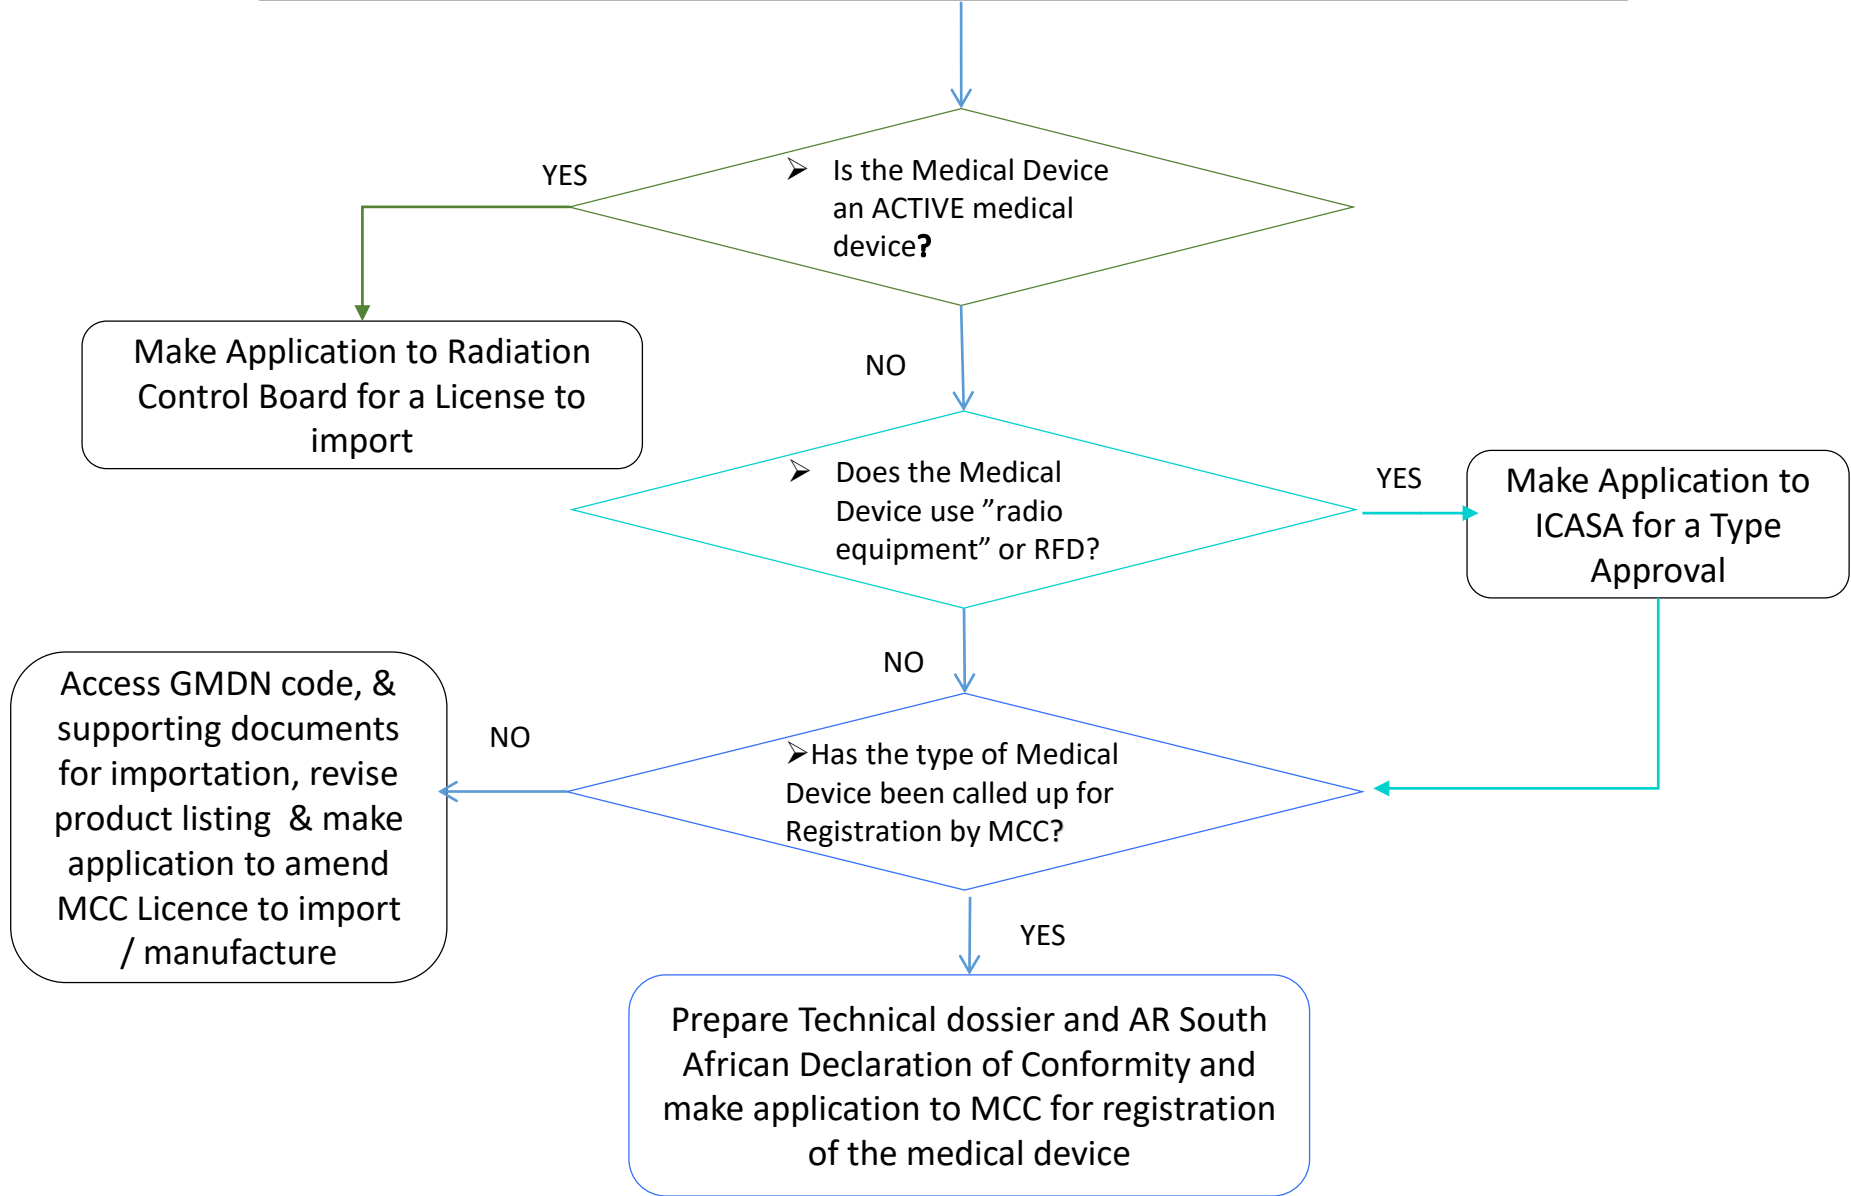 YES
➢ Is the Medical Device
an ACTIVE medical
device?
Make Application to Radiation
Control Board for a License to
import
NO
➢ Does the Medical
Device use ”radio
equipment” or RFD?
YES
Make Application to
ICASA for a Type
Approval
NO
Access GMDN code, &
supporting documents
for importation, revise
product listing & make
application to amend
MCC Licence to import
/ manufacture
NO
➢Has the type of Medical
Device been called up for
Registration by MCC?
YES
Prepare Technical dossier and AR South
African Declaration of Conformity and
make application to MCC for registration
of the medical device